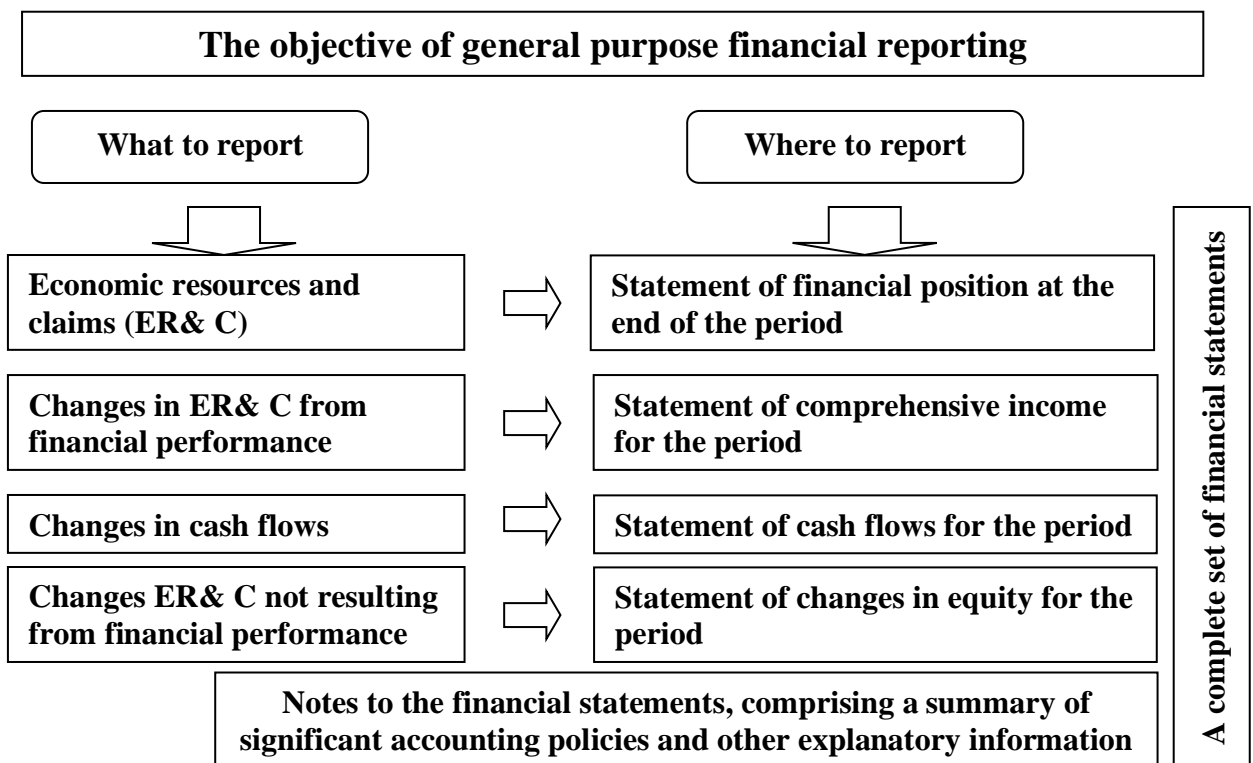 The objective of general purpose financial reporting
What to report
Where to report
Economic resources and
claims (ER& C)
Statement of financial position at the
end of the period
Changes in ER& C from
financial performance
Statement of comprehensive income
for the period
Changes in cash flows
Statement of cash flows for the period
Changes ER& C not resulting
from financial performance
Statement of changes in equity for the
period
Notes to the financial statements, comprising a summary of
significant accounting policies and other explanatory information
A complete set of financial statements